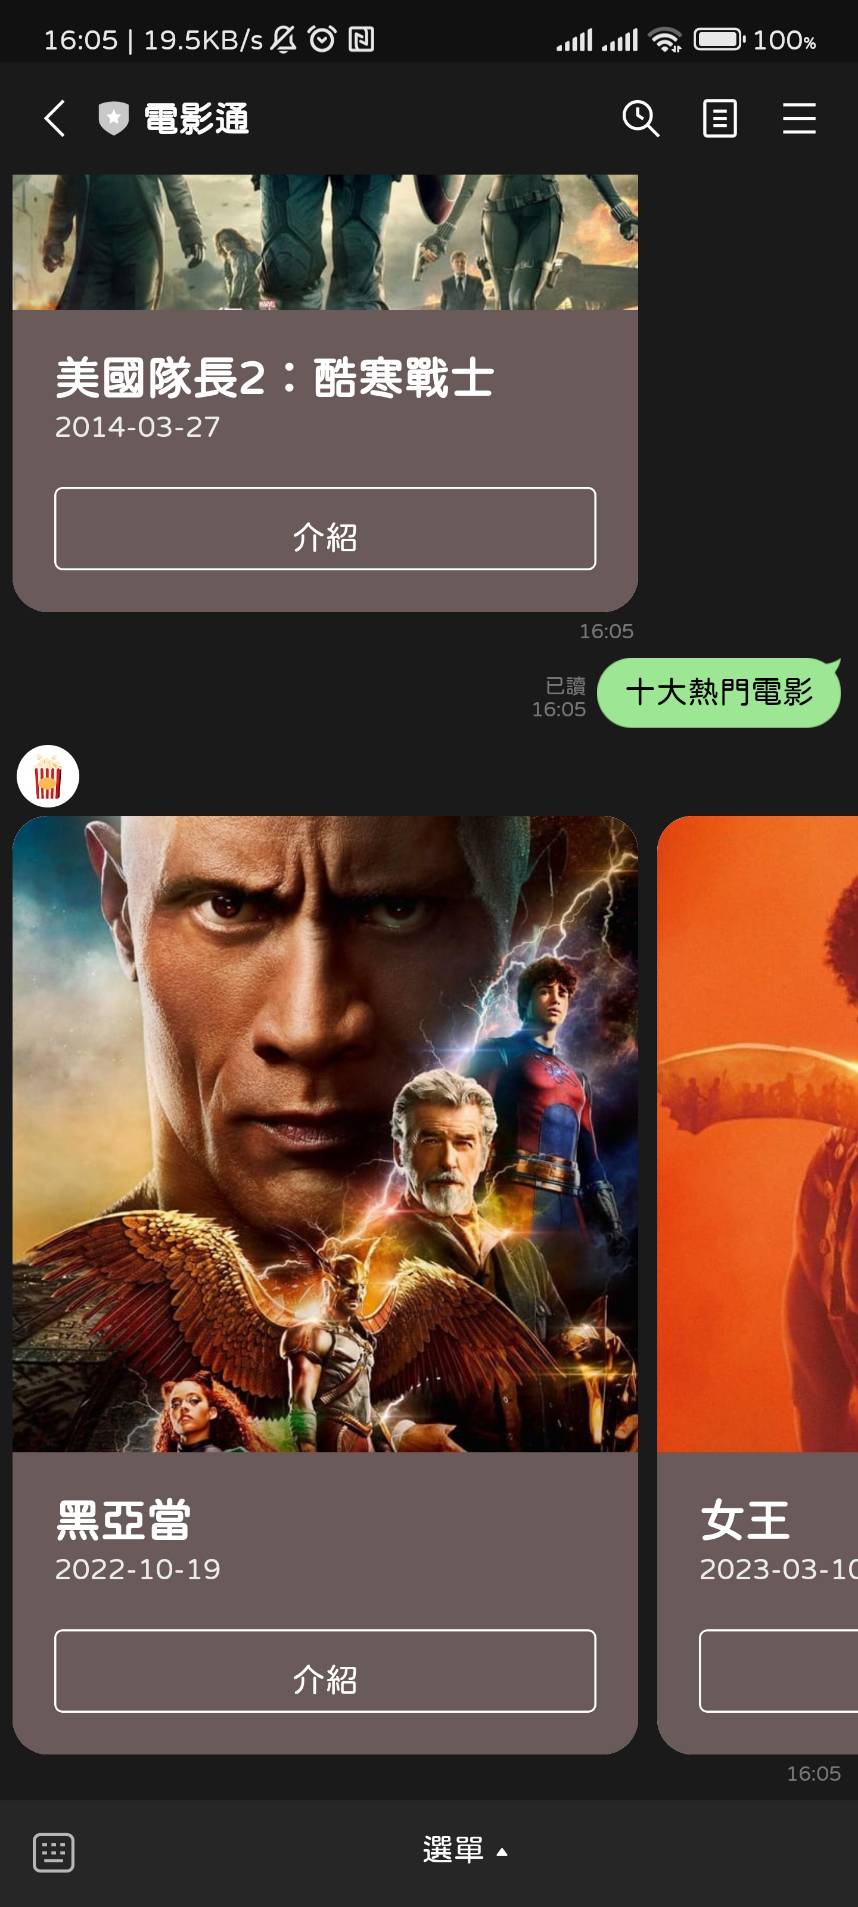 16:05 | 19.5KB/s 100%
電影通
美國隊長2：酷寒戰士
2014-03-27
介紹
16:05
已讀
16:05
十大熱門電影
黑亞當
2022-10-19
介紹
女王
2023-03-10
16:05
選單